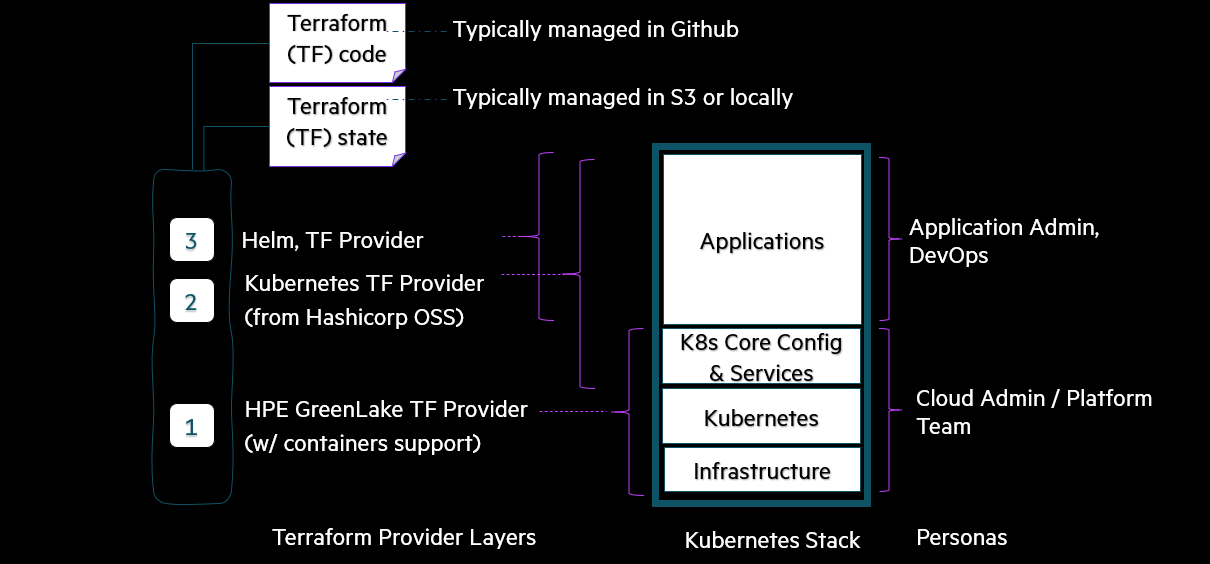 Terraform
(TF) code
Typically managed in Github
Terraform
(TF) state
Typically managed in S3 or locally
3
Helm, TF Provider
2
Kubernetes TF Provider
(from Hashicorp OSS)
1
HPE GreenLake TF Provider
(w/ containers support)
Applications
K8s Core Config
& Services
Kubernetes
Infrastructure
Application Admin,
DevOps
Cloud Admin / Platform
Team
Terraform Provider Layers
Kubernetes Stack
Personas